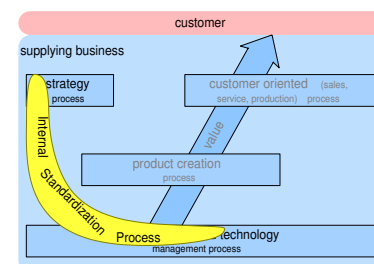 customer
supplying business
strategy
process
customer oriented (sales,
service, production) process
value
product creation
process
Internal
Standardization
Process
technology
management process